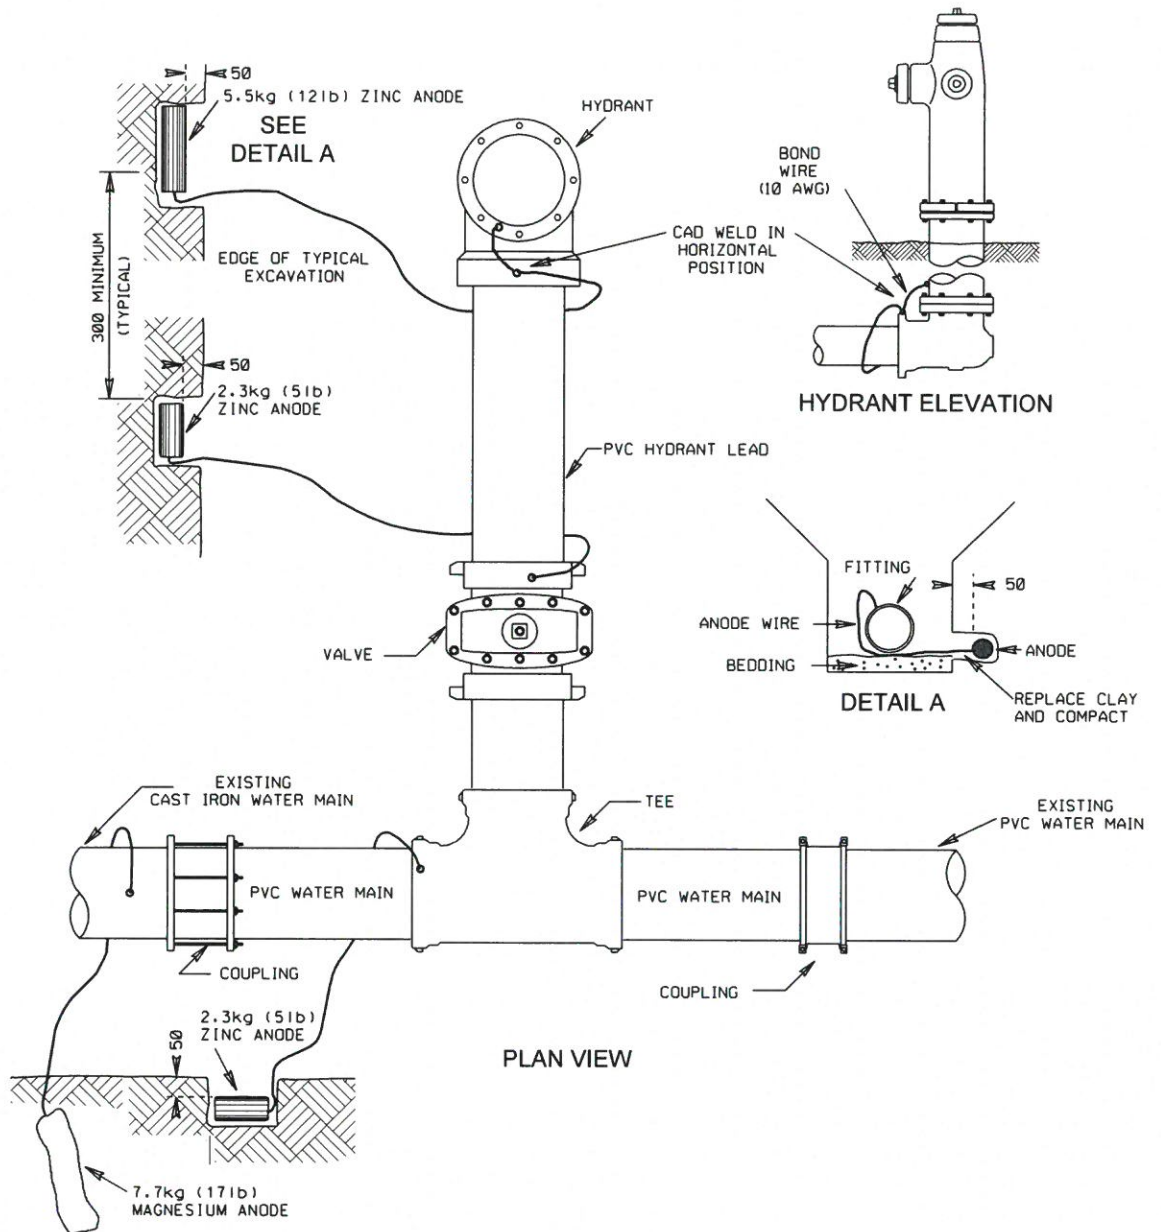 50
5.5kg (12lb) ZINC ANODE
SEE
DETAIL A
HYDRANT
BOND
WIRE
(10 AWG)
CAD WELD IN
HORIZONTAL
POSITION
EDGE OF TYPICAL
EXCAVATION
300 MINIMUM
(TYPICAL)
50
2.3kg (5lb)
ZINC ANODE
HYDRANT ELEVATION
PVC HYDRANT LEAD
FITTING
50
ANODE WIRE
ANODE
BEDDING
VALVE
DETAIL A
REPLACE CLAY
AND COMPACT
EXISTING
CAST IRON WATER MAIN
TEE
EXISTING
PVC WATER MAIN
PVC WATER MAIN
PVC WATER MAIN
COUPLING
COUPLING
2.3kg (5lb)
ZINC ANODE
50
PLAN VIEW
7.7kg (17lb)
MAGNESIUM ANODE